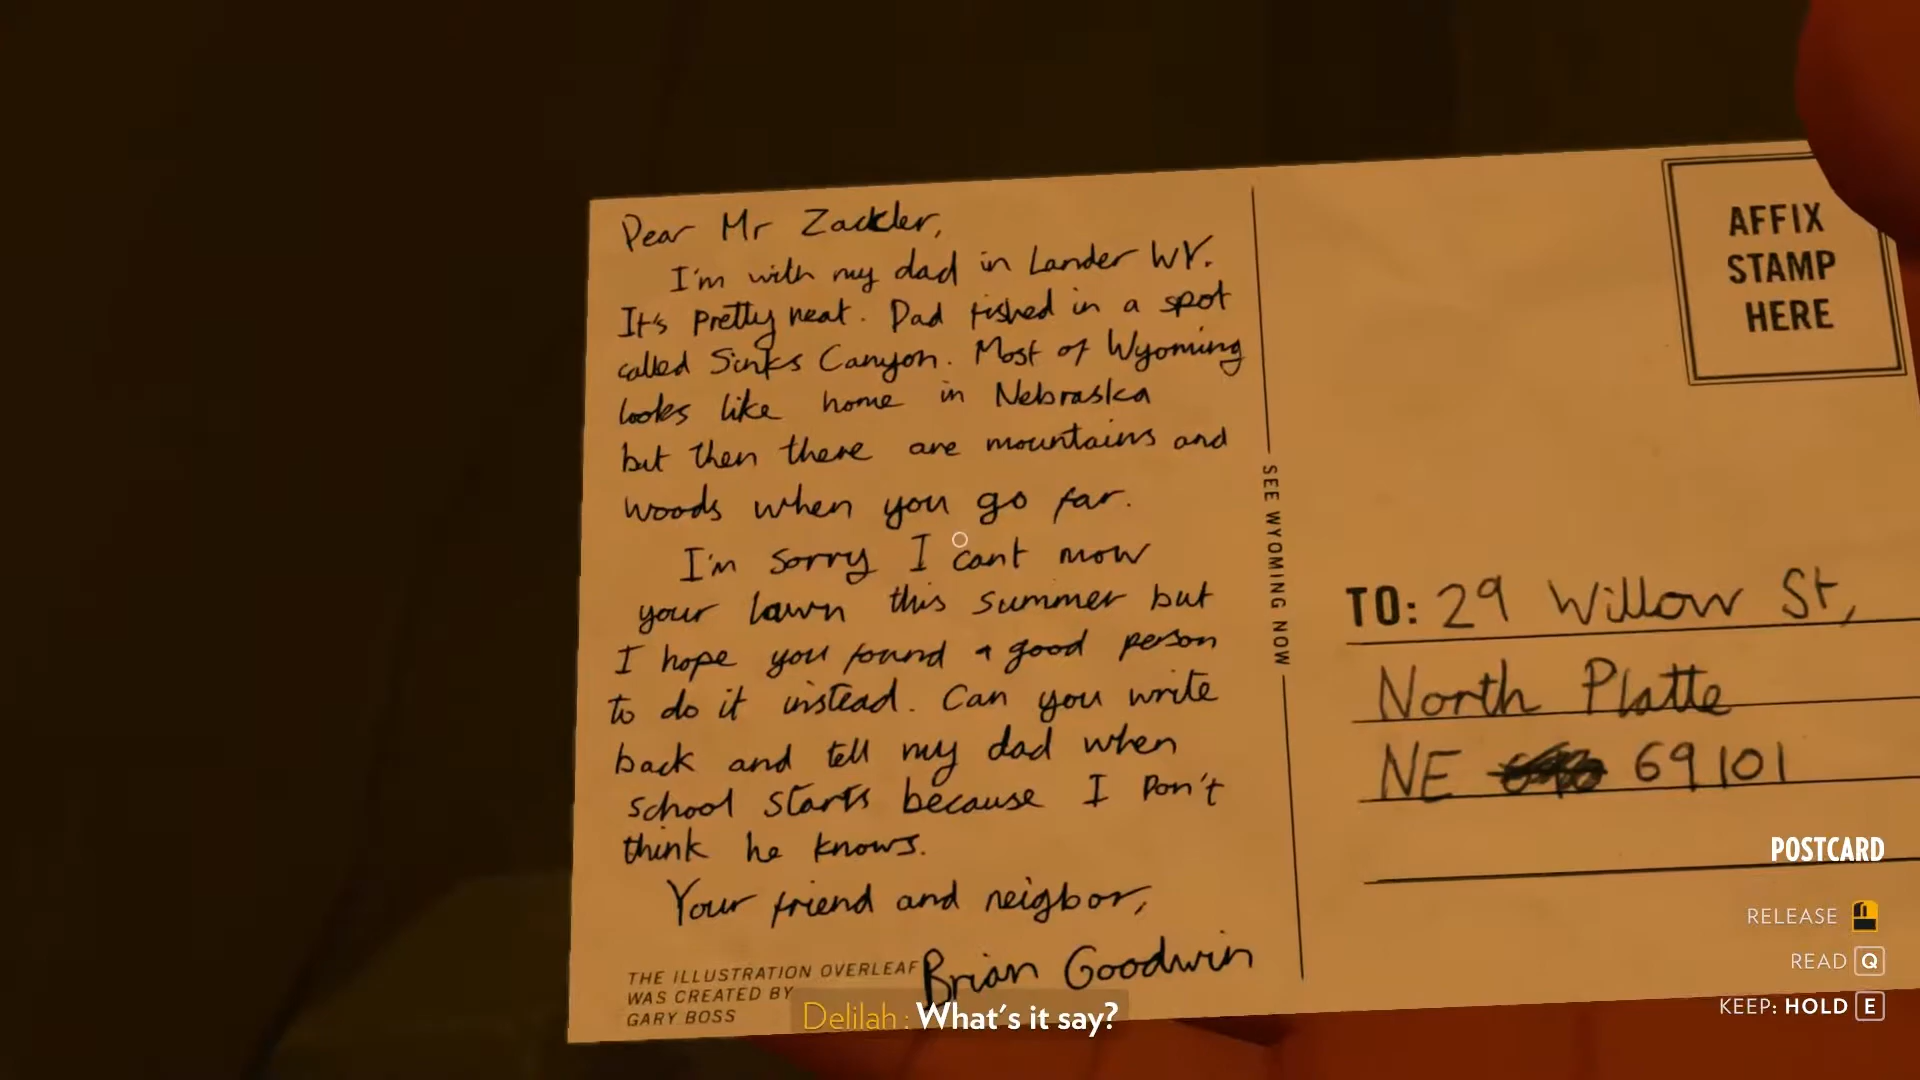 Dear Mr Zackler,
I'm with my dad in Lander WY.
It's pretty neat. Dad fished in a spot
called Sinks Canyon. Most of Wyoming
looks like home in Nebraska
but then there are mountains and
woods when you go far.
I'm sorry I cant mow
your lawn this summer but
I hope you found a good person
to do it instead. Can you write
back and tell my dad when
school starts because I Don't
think he knows.
Your friend and neigbor,
Brian Goodwin
THE ILLUSTRATION OVERLEAF
WAS CREATED BY
GARY BOSS
SEE WYOMING NOW
AFFIX
STAMP
HERE
TO: 29 Willow St,
North Platte
NE 69101
POSTCARD
RELEASE
READ Q
KEEP: HOLD E
Delilah: What's it say?